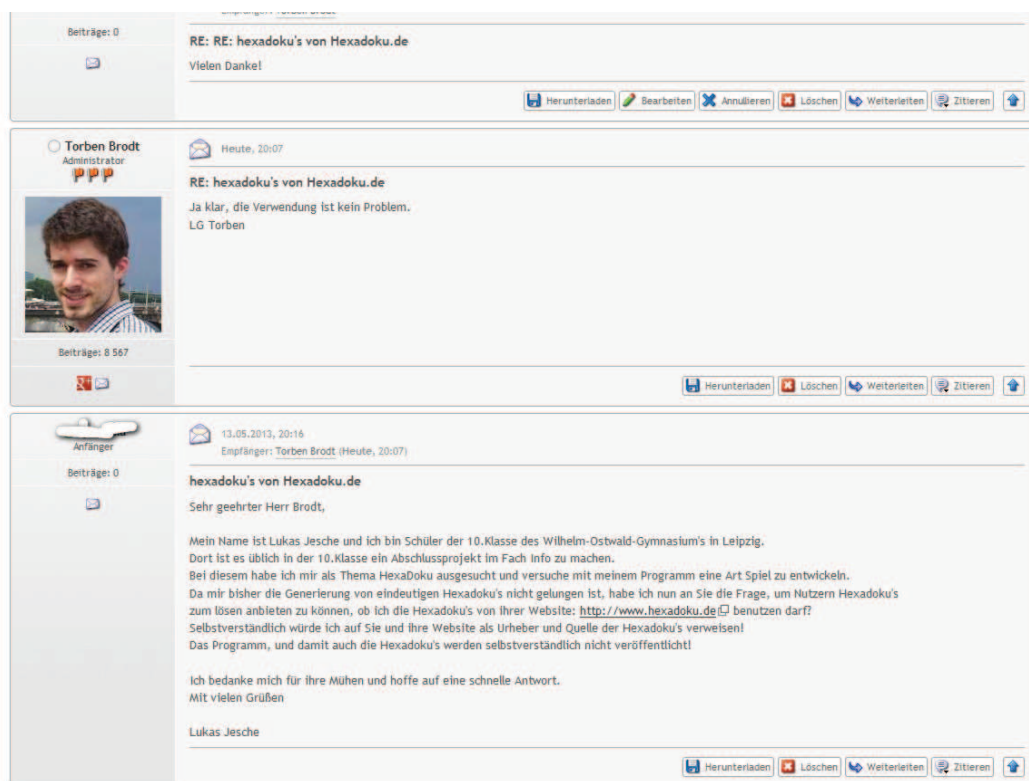 Beiträge: 0
RE: RE: hexadoku's von Hexadoku.de
Vielen Danke!
Herunterladen Bearbeiten Annullieren Löschen Weiterleiten Zitieren
Torben Brodt
Administrator
Heute, 20:07
RE: hexadoku's von Hexadoku.de
Ja klar, die Verwendung ist kein Problem.
LG Torben
Beiträge: 8 567
Herunterladen Löschen Weiterleiten Zitieren
Anfänger
Beiträge: 0
13.05.2013, 20:16
Empfänger: Torben Brodt (Heute, 20:07)
hexadoku's von Hexadoku.de
Sehr geehrter Herr Brodt,
Mein Name ist Lukas Jesche und ich bin Schüler der 10.Klasse des Wilhelm-Ostwald-Gymnasium's in Leipzig.
Dort ist es üblich in der 10.Klasse ein Abschlussprojekt im Fach Info zu machen.
Bei diesem habe ich mir als Thema HexaDoku ausgesucht und versuche mit meinem Programm eine Art Spiel zu entwickeln.
Da mir bisher die Generierung von eindeutigen Hexadoku's nicht gelungen ist, habe ich nun an Sie die Frage, um Nutzern Hexadoku's
zum lösen anbieten zu können, ob ich die Hexadoku's von ihrer Website: http://www.hexadoku.de benutzen darf?
Selbstverständlich würde ich auf Sie und ihre Website als Urheber und Quelle der Hexadoku's verweisen!
Das Programm, und damit auch die Hexadoku's werden selbstverständlich nicht veröffentlicht!
Ich bedanke mich für ihre Mühen und hoffe auf eine schnelle Antwort.
Mit vielen Grüßen
Lukas Jesche
Herunterladen Löschen Weiterleiten Zitieren